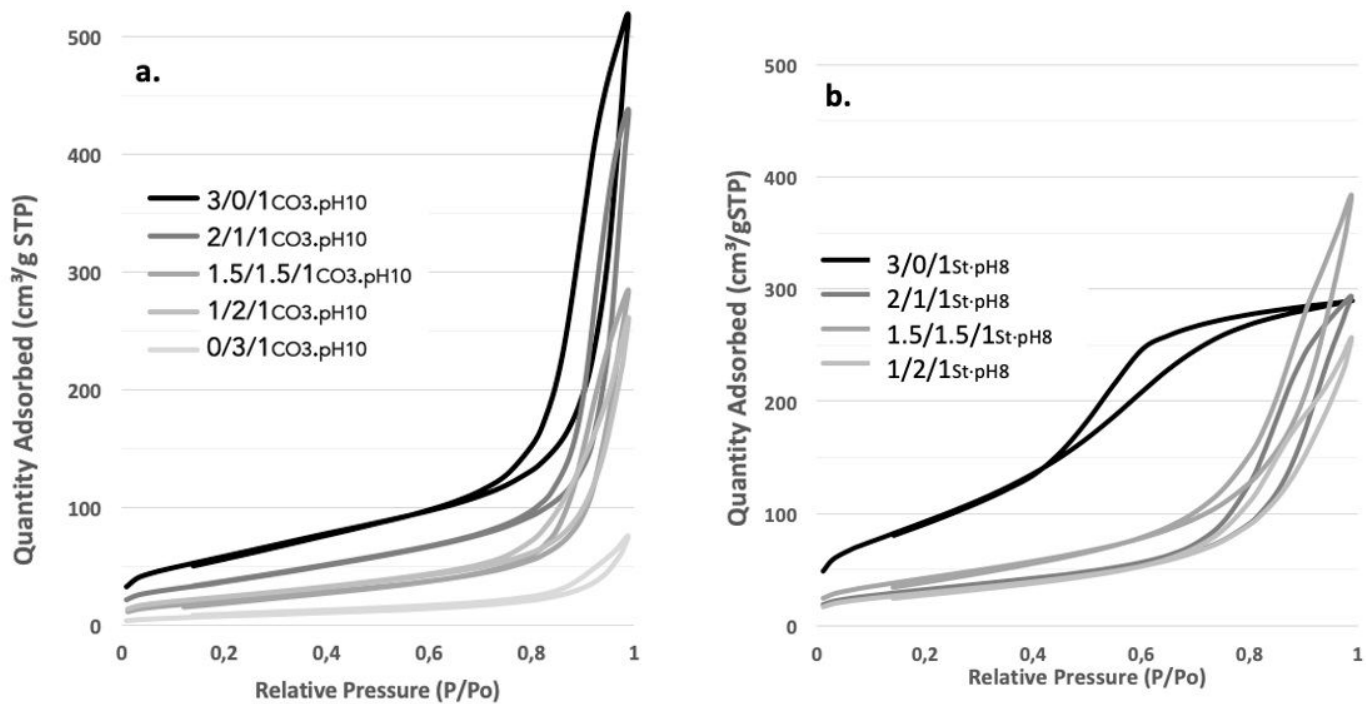 a.
Quantity Adsorbed (cm³/g STP)
500
400
300
200
100
0
3/0/1CO3.pH10
2/1/1CO3.pH10
1.5/1.5/1CO3.pH10
1/2/1CO3.pH10
0/3/1CO3.pH10
0 0,2 0,4 0,6 0,8 1
Relative Pressure (P/Po)
b.
Quantity Adsorbed (cm³/gSTP)
500
400
300
200
100
0
3/0/1St·pH8
2/1/1St·pH8
1.5/1.5/1St·pH8
1/2/1St·pH8
0 0,2 0,4 0,6 0,8 1
Relative Pressure (P/Po)